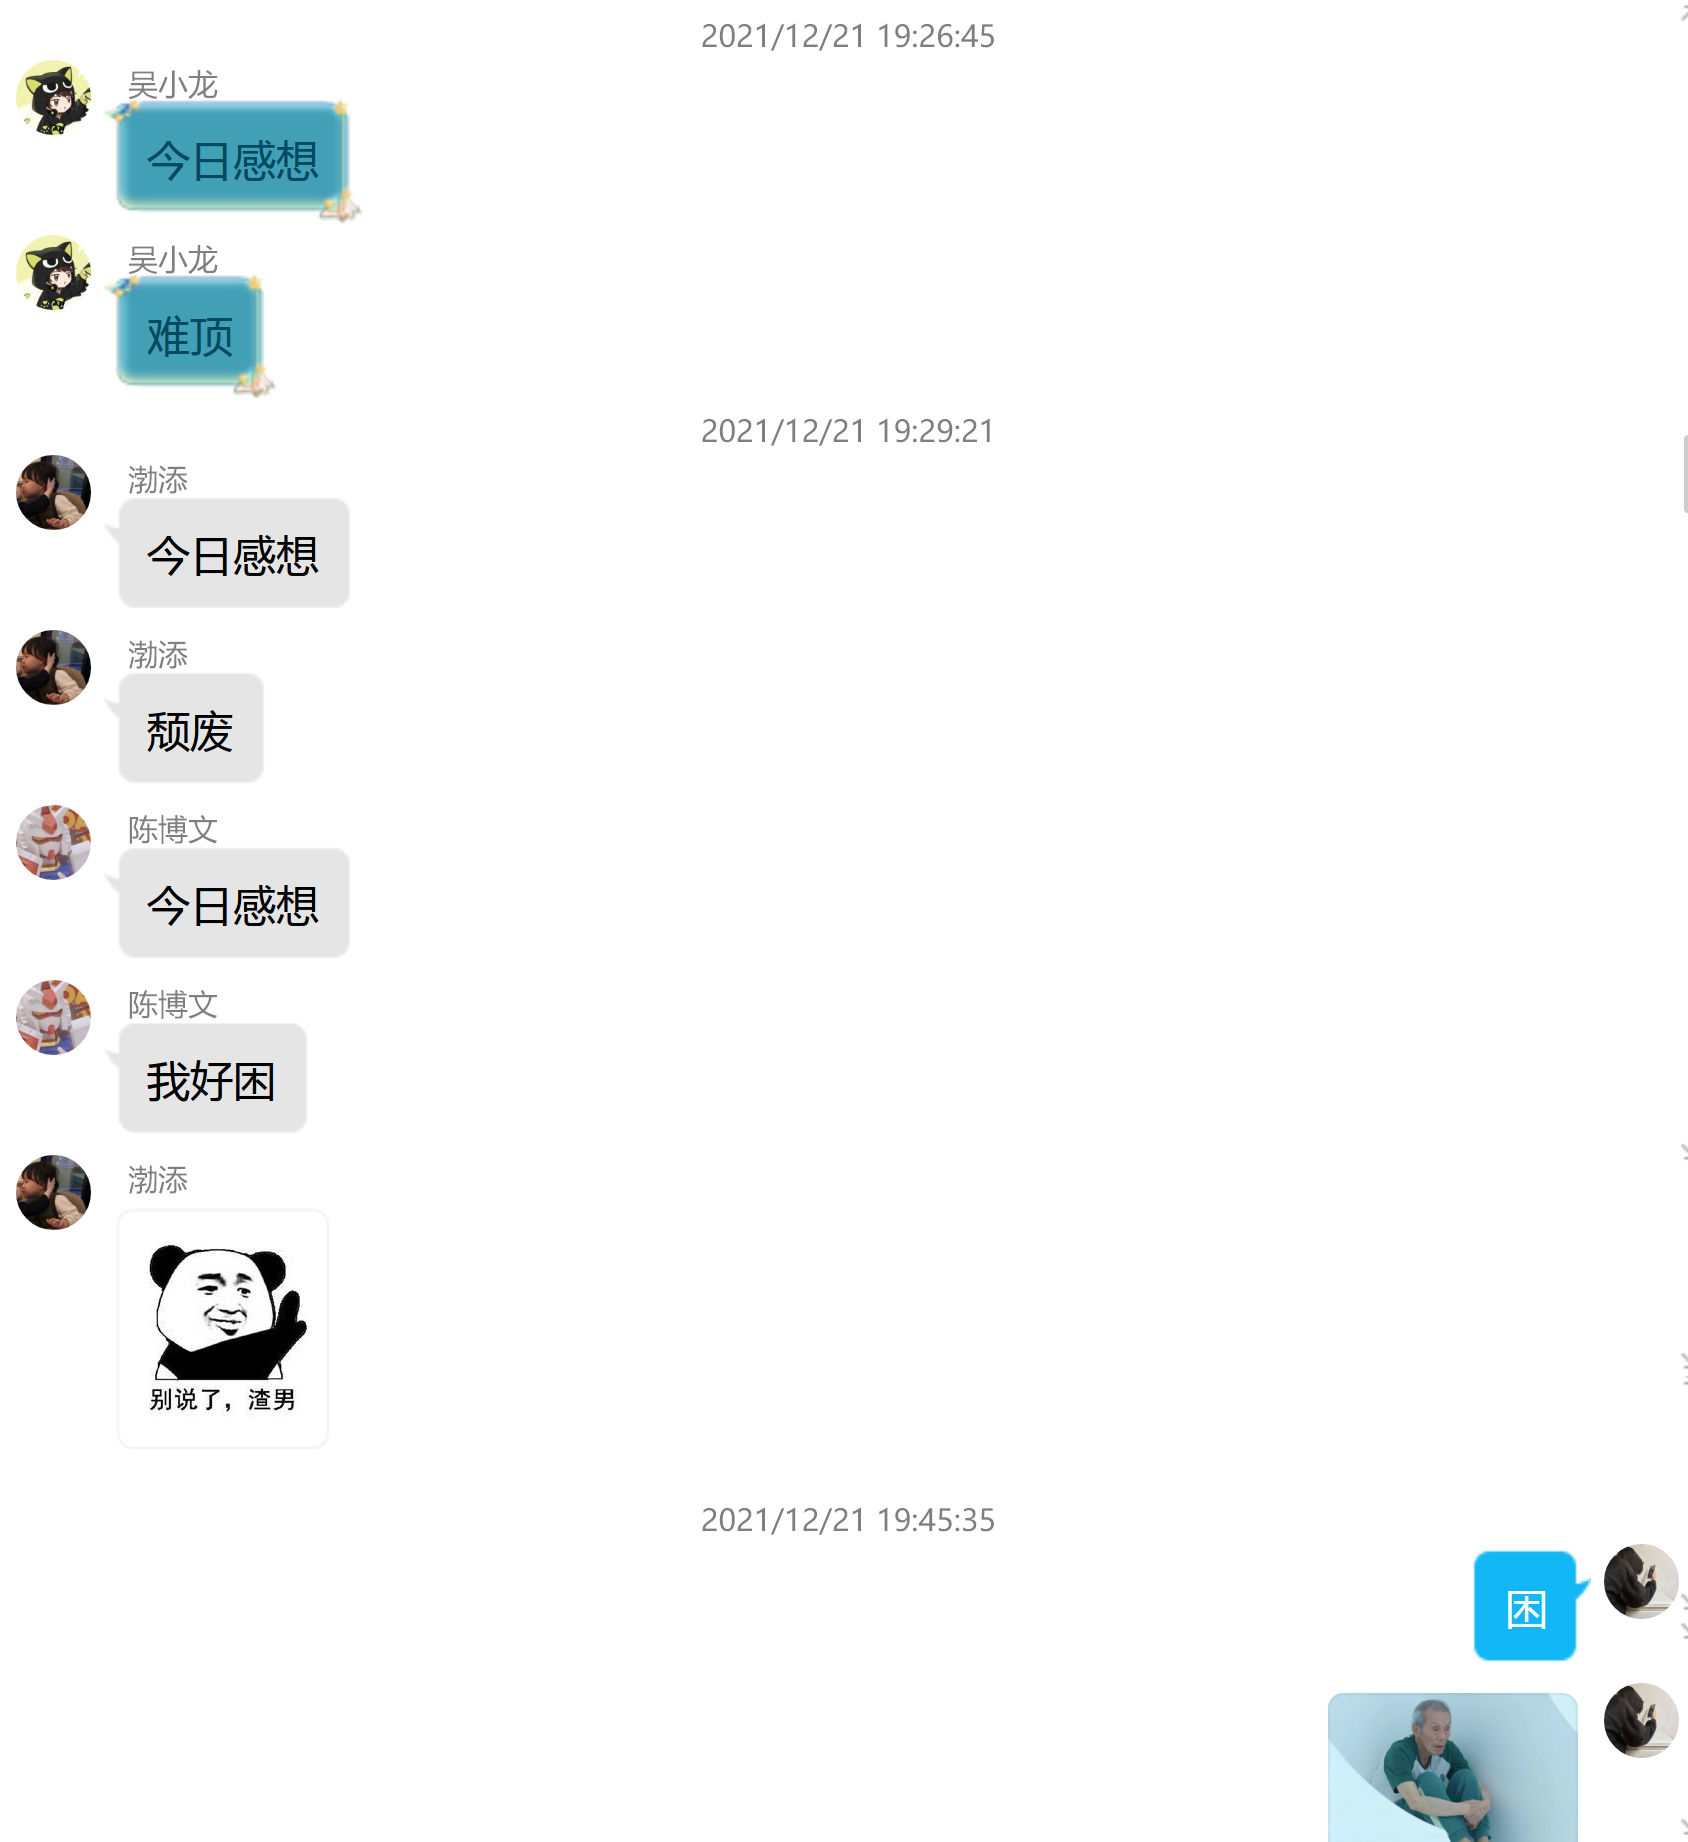 2021/12/21 19:26:45
吴小龙
今日感想
吴小龙
难顶
2021/12/21 19:29:21
渤添
今日感想
渤添
颓废
陈博文
今日感想
陈博文
我好困
渤添
别说了，渣男
2021/12/21 19:45:35
困